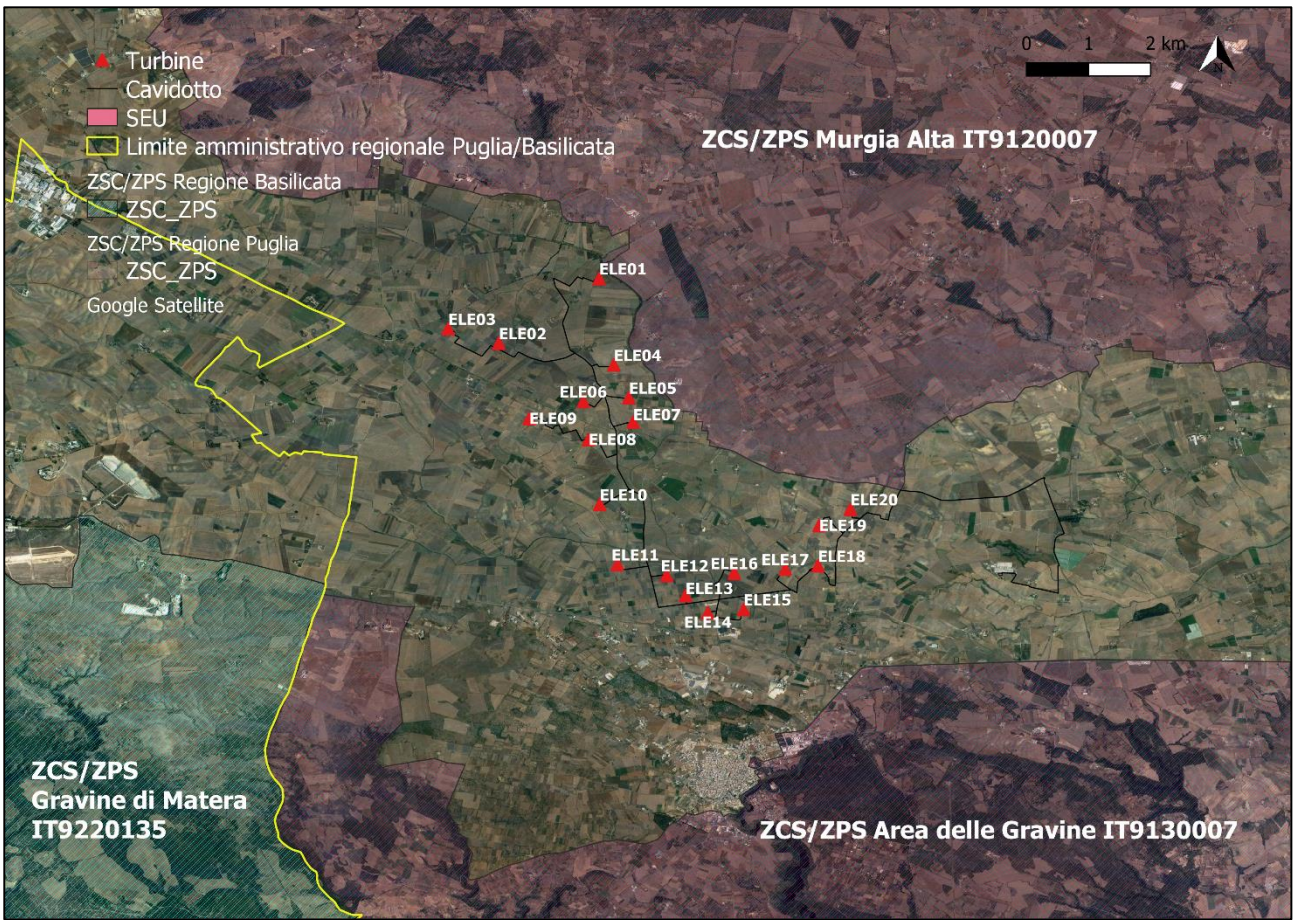 Turbine
Cavidotto
SEU
Limite amministrativo regionale Puglia/Basilicata
ZSC/ZPS Regione Basilicata
ZSC_ZPS
ZSC/ZPS Regione Puglia
ZSC_ZPS
Google Satellite
0 1 2 km
N
ZCS/ZPS Murgia Alta IT9120007
ELE01
ELE03
ELE02
ELE04
ELE05
ELE06
ELE07
ELE09
ELE08
ELE10
ELE20
ELE19
ELE11
ELE12
ELE16
ELE17
ELE18
ELE13
ELE15
ELE14
ZCS/ZPS
Gravine di Matera
IT9220135
ZCS/ZPS Area delle Gravine IT9130007